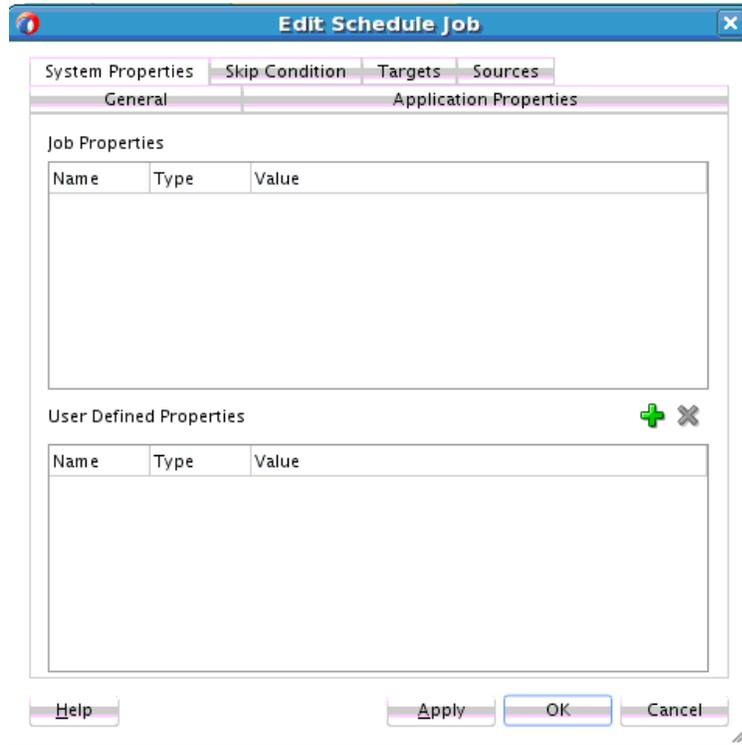 Edit Schedule Job
System Properties Skip Condition Targets Sources
General Application Properties
Job Properties
Name Type Value
User Defined Properties
Name Type Value
Help Apply OK Cancel